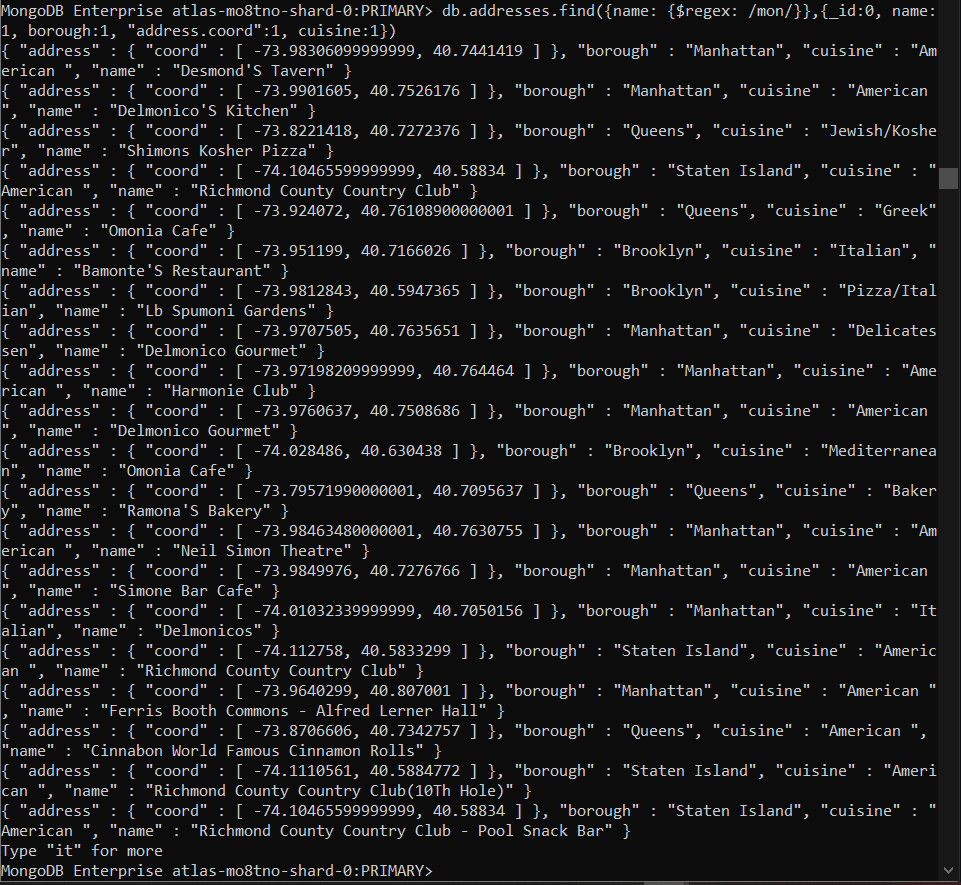 MongoDB Enterprise atlas-mo8tno-shard-0:PRIMARY> db.addresses.find({name: {$regex: /mon/}},{_id:0, name:
1, borough:1, "address.coord":1, cuisine:1})
{ "address" : { "coord" : [ -73.98306099999999, 40.7441419 ] }, "borough" : "Manhattan", "cuisine" : "Am
erican ", "name" : "Desmond'S Tavern" }
{ "address" : { "coord" : [ -73.9901605, 40.7526176 ] }, "borough" : "Manhattan", "cuisine" : "American 
", "name" : "Delmonico'S Kitchen" }
{ "address" : { "coord" : [ -73.8221418, 40.7272376 ] }, "borough" : "Queens", "cuisine" : "Jewish/Koshe
r", "name" : "Shimons Kosher Pizza" }
{ "address" : { "coord" : [ -74.10465599999999, 40.58834 ] }, "borough" : "Staten Island", "cuisine" : "
American ", "name" : "Richmond County Country Club" }
{ "address" : { "coord" : [ -73.924072, 40.76108900000001 ] }, "borough" : "Queens", "cuisine" : "Greek"
, "name" : "Omonia Cafe" }
{ "address" : { "coord" : [ -73.951199, 40.7166026 ] }, "borough" : "Brooklyn", "cuisine" : "Italian", "
name" : "Bamonte'S Restaurant" }
{ "address" : { "coord" : [ -73.9812843, 40.5947365 ] }, "borough" : "Brooklyn", "cuisine" : "Pizza/Ital
ian", "name" : "Lb Spumoni Gardens" }
{ "address" : { "coord" : [ -73.9707505, 40.7635651 ] }, "borough" : "Manhattan", "cuisine" : "Delicates
sen", "name" : "Delmonico Gourmet" }
{ "address" : { "coord" : [ -73.97198209999999, 40.764464 ] }, "borough" : "Manhattan", "cuisine" : "Ame
rican ", "name" : "Harmonie Club" }
{ "address" : { "coord" : [ -73.9760637, 40.7508686 ] }, "borough" : "Manhattan", "cuisine" : "American 
", "name" : "Delmonico Gourmet" }
{ "address" : { "coord" : [ -74.028486, 40.630438 ] }, "borough" : "Brooklyn", "cuisine" : "Mediterranea
n", "name" : "Omonia Cafe" }
{ "address" : { "coord" : [ -73.79571990000001, 40.7095637 ] }, "borough" : "Queens", "cuisine" : "Baker
y", "name" : "Ramona'S Bakery" }
{ "address" : { "coord" : [ -73.98463480000001, 40.7630755 ] }, "borough" : "Manhattan", "cuisine" : "Am
erican ", "name" : "Neil Simon Theatre" }
{ "address" : { "coord" : [ -73.9849976, 40.7276766 ] }, "borough" : "Manhattan", "cuisine" : "American 
", "name" : "Simone Bar Cafe" }
{ "address" : { "coord" : [ -74.01032339999999, 40.7050156 ] }, "borough" : "Manhattan", "cuisine" : "It
alian", "name" : "Delmonicos" }
{ "address" : { "coord" : [ -74.112758, 40.5833299 ] }, "borough" : "Staten Island", "cuisine" : "Americ
an ", "name" : "Richmond County Country Club" }
{ "address" : { "coord" : [ -73.9640299, 40.807001 ] }, "borough" : "Manhattan", "cuisine" : "American "
, "name" : "Ferris Booth Commons - Alfred Lerner Hall" }
{ "address" : { "coord" : [ -73.8706606, 40.7342757 ] }, "borough" : "Queens", "cuisine" : "American ", 
"name" : "Cinnabon World Famous Cinnamon Rolls" }
{ "address" : { "coord" : [ -74.1110561, 40.5884772 ] }, "borough" : "Staten Island", "cuisine" : "Ameri
can ", "name" : "Richmond County Country Club(10Th Hole)" }
{ "address" : { "coord" : [ -74.10465599999999, 40.58834 ] }, "borough" : "Staten Island", "cuisine" : "
American ", "name" : "Richmond County Country Club - Pool Snack Bar" }
Type "it" for more
MongoDB Enterprise atlas-mo8tno-shard-0:PRIMARY>